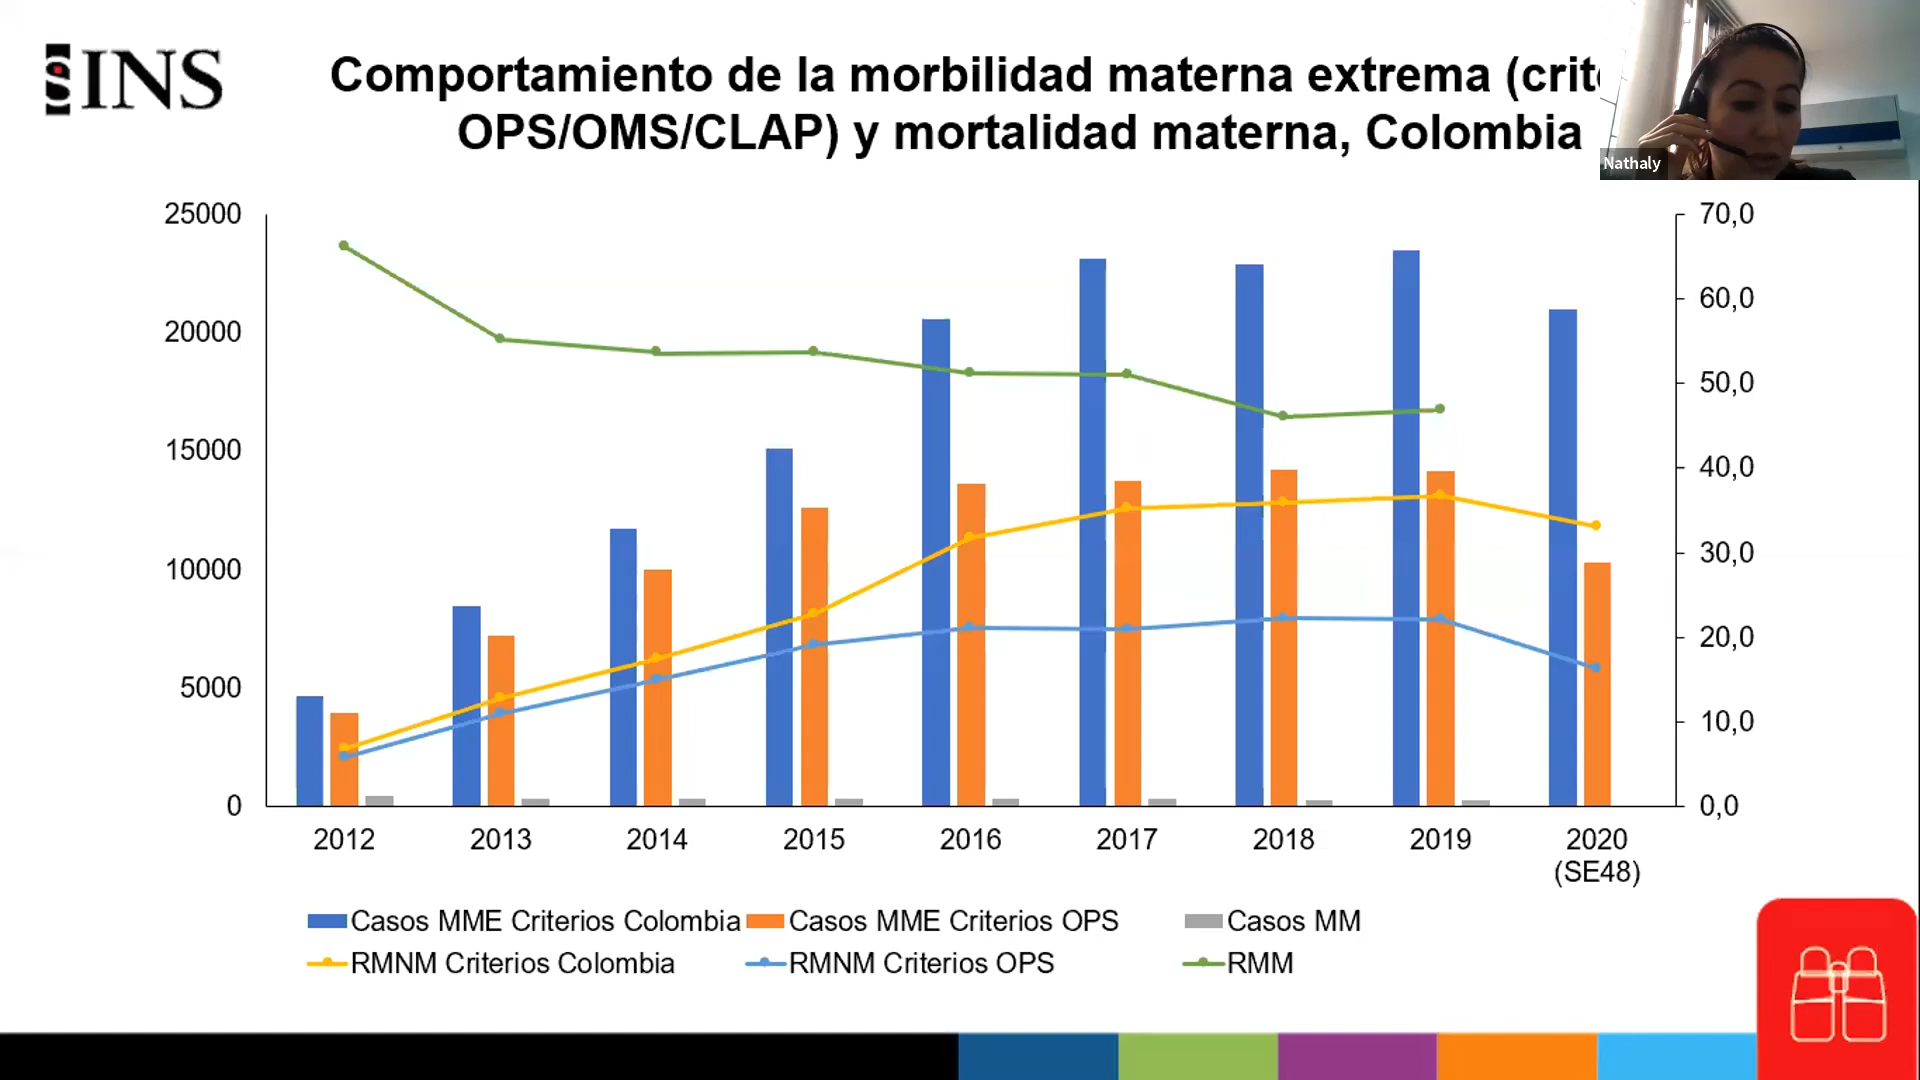 INS
Comportamiento de la morbilidad materna extrema
OPS/OMS/CLAP) y mortalidad materna, Colombia
Nathaly
25000
20000
15000
10000
5000
0
70,0
60,0
50,0
40,0
30,0
20,0
10,0
0,0
2012 2013 2014 2015 2016 2017 2018 2019 2020
(SE48)
Casos MME Criterios Colombia Casos MME Criterios OPS Casos MM
RMNM Criterios Colombia RMNM Criterios OPS RMM